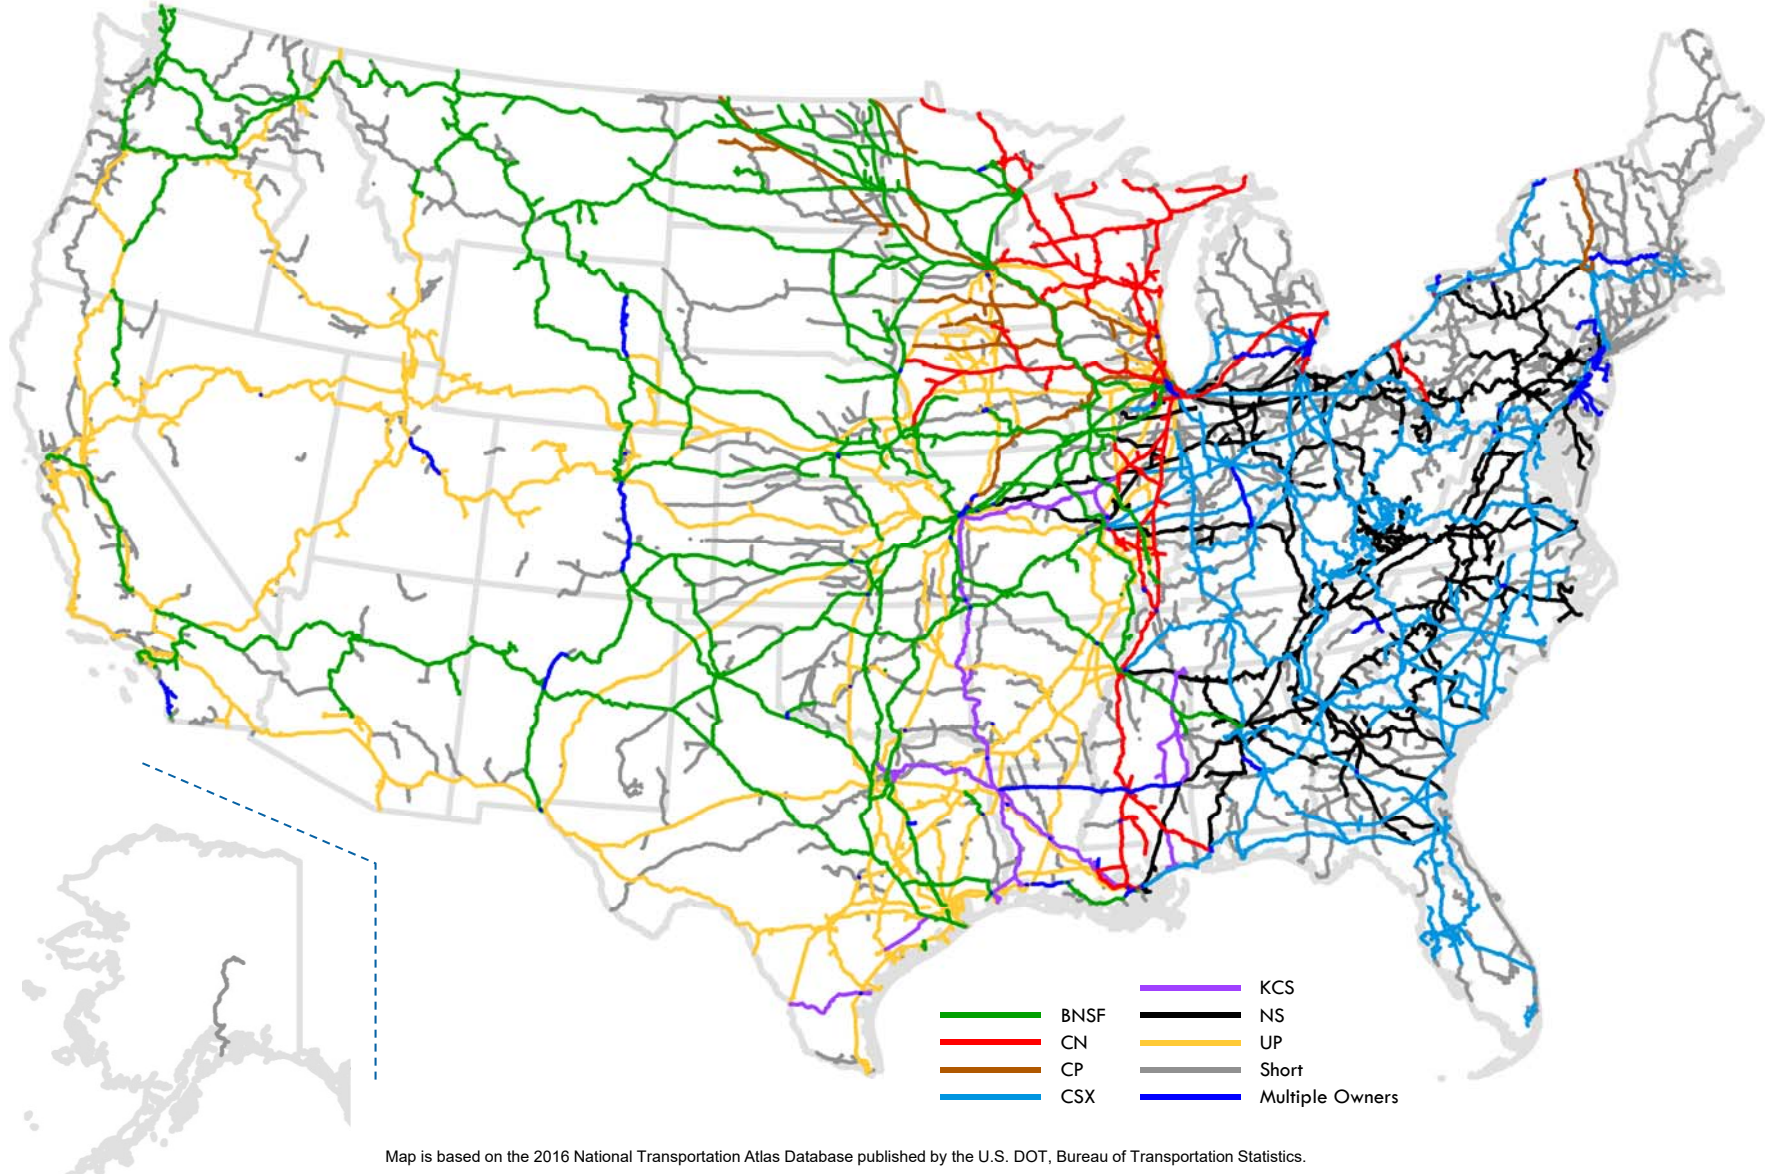 KCS
BNSF
NS
CN
UP
CP
Short
CSX
Multiple Owners
Map is based on the 2016 National Transportation Atlas Database published by the U.S. DOT, Bureau of Transportation Statistics.